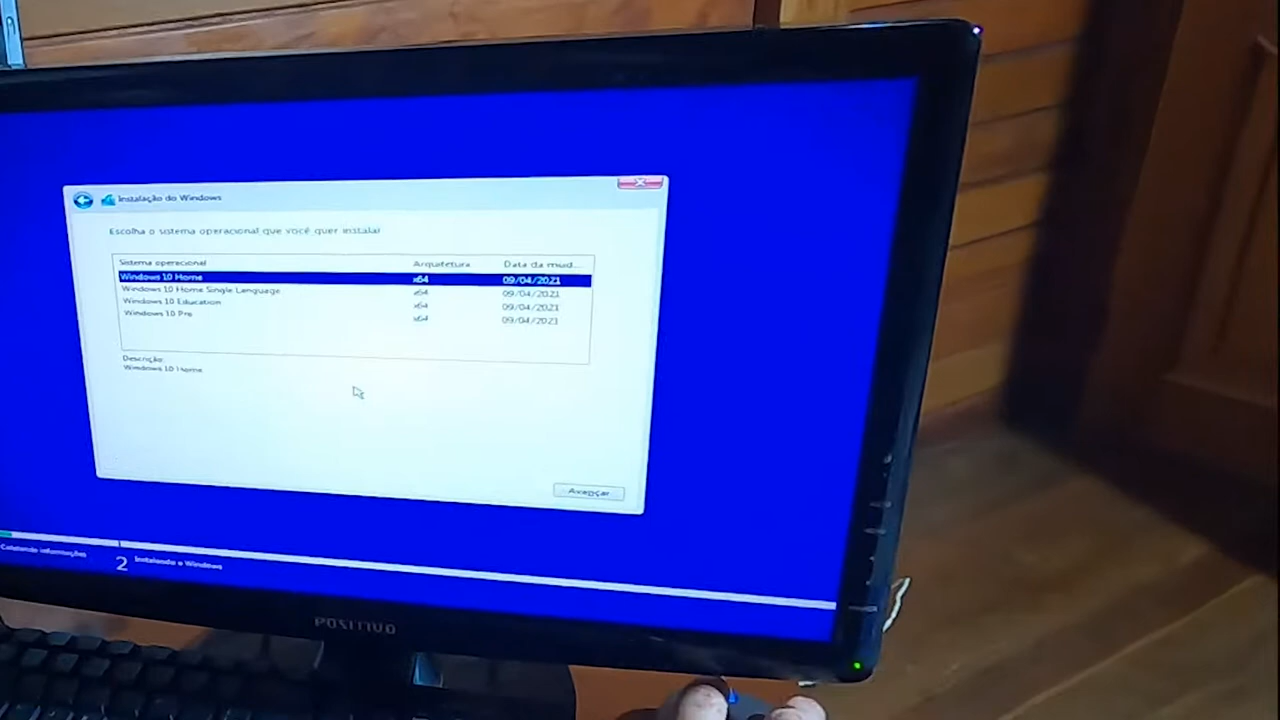 Instalação do Windows
Escolha o sistema operacional que você quer instalar
Sistema operacional Arquitetura Data da mud...
Windows 10 Home x64 09/04/2021
Windows 10 Home Single Language x64 09/04/2021
Windows 10 Education x64 09/04/2021
Windows 10 Pro x64 09/04/2021
Descrição:
Windows 10 Home
Avançar
Coletando informações
2 Instalando o Windows
POSITIVO